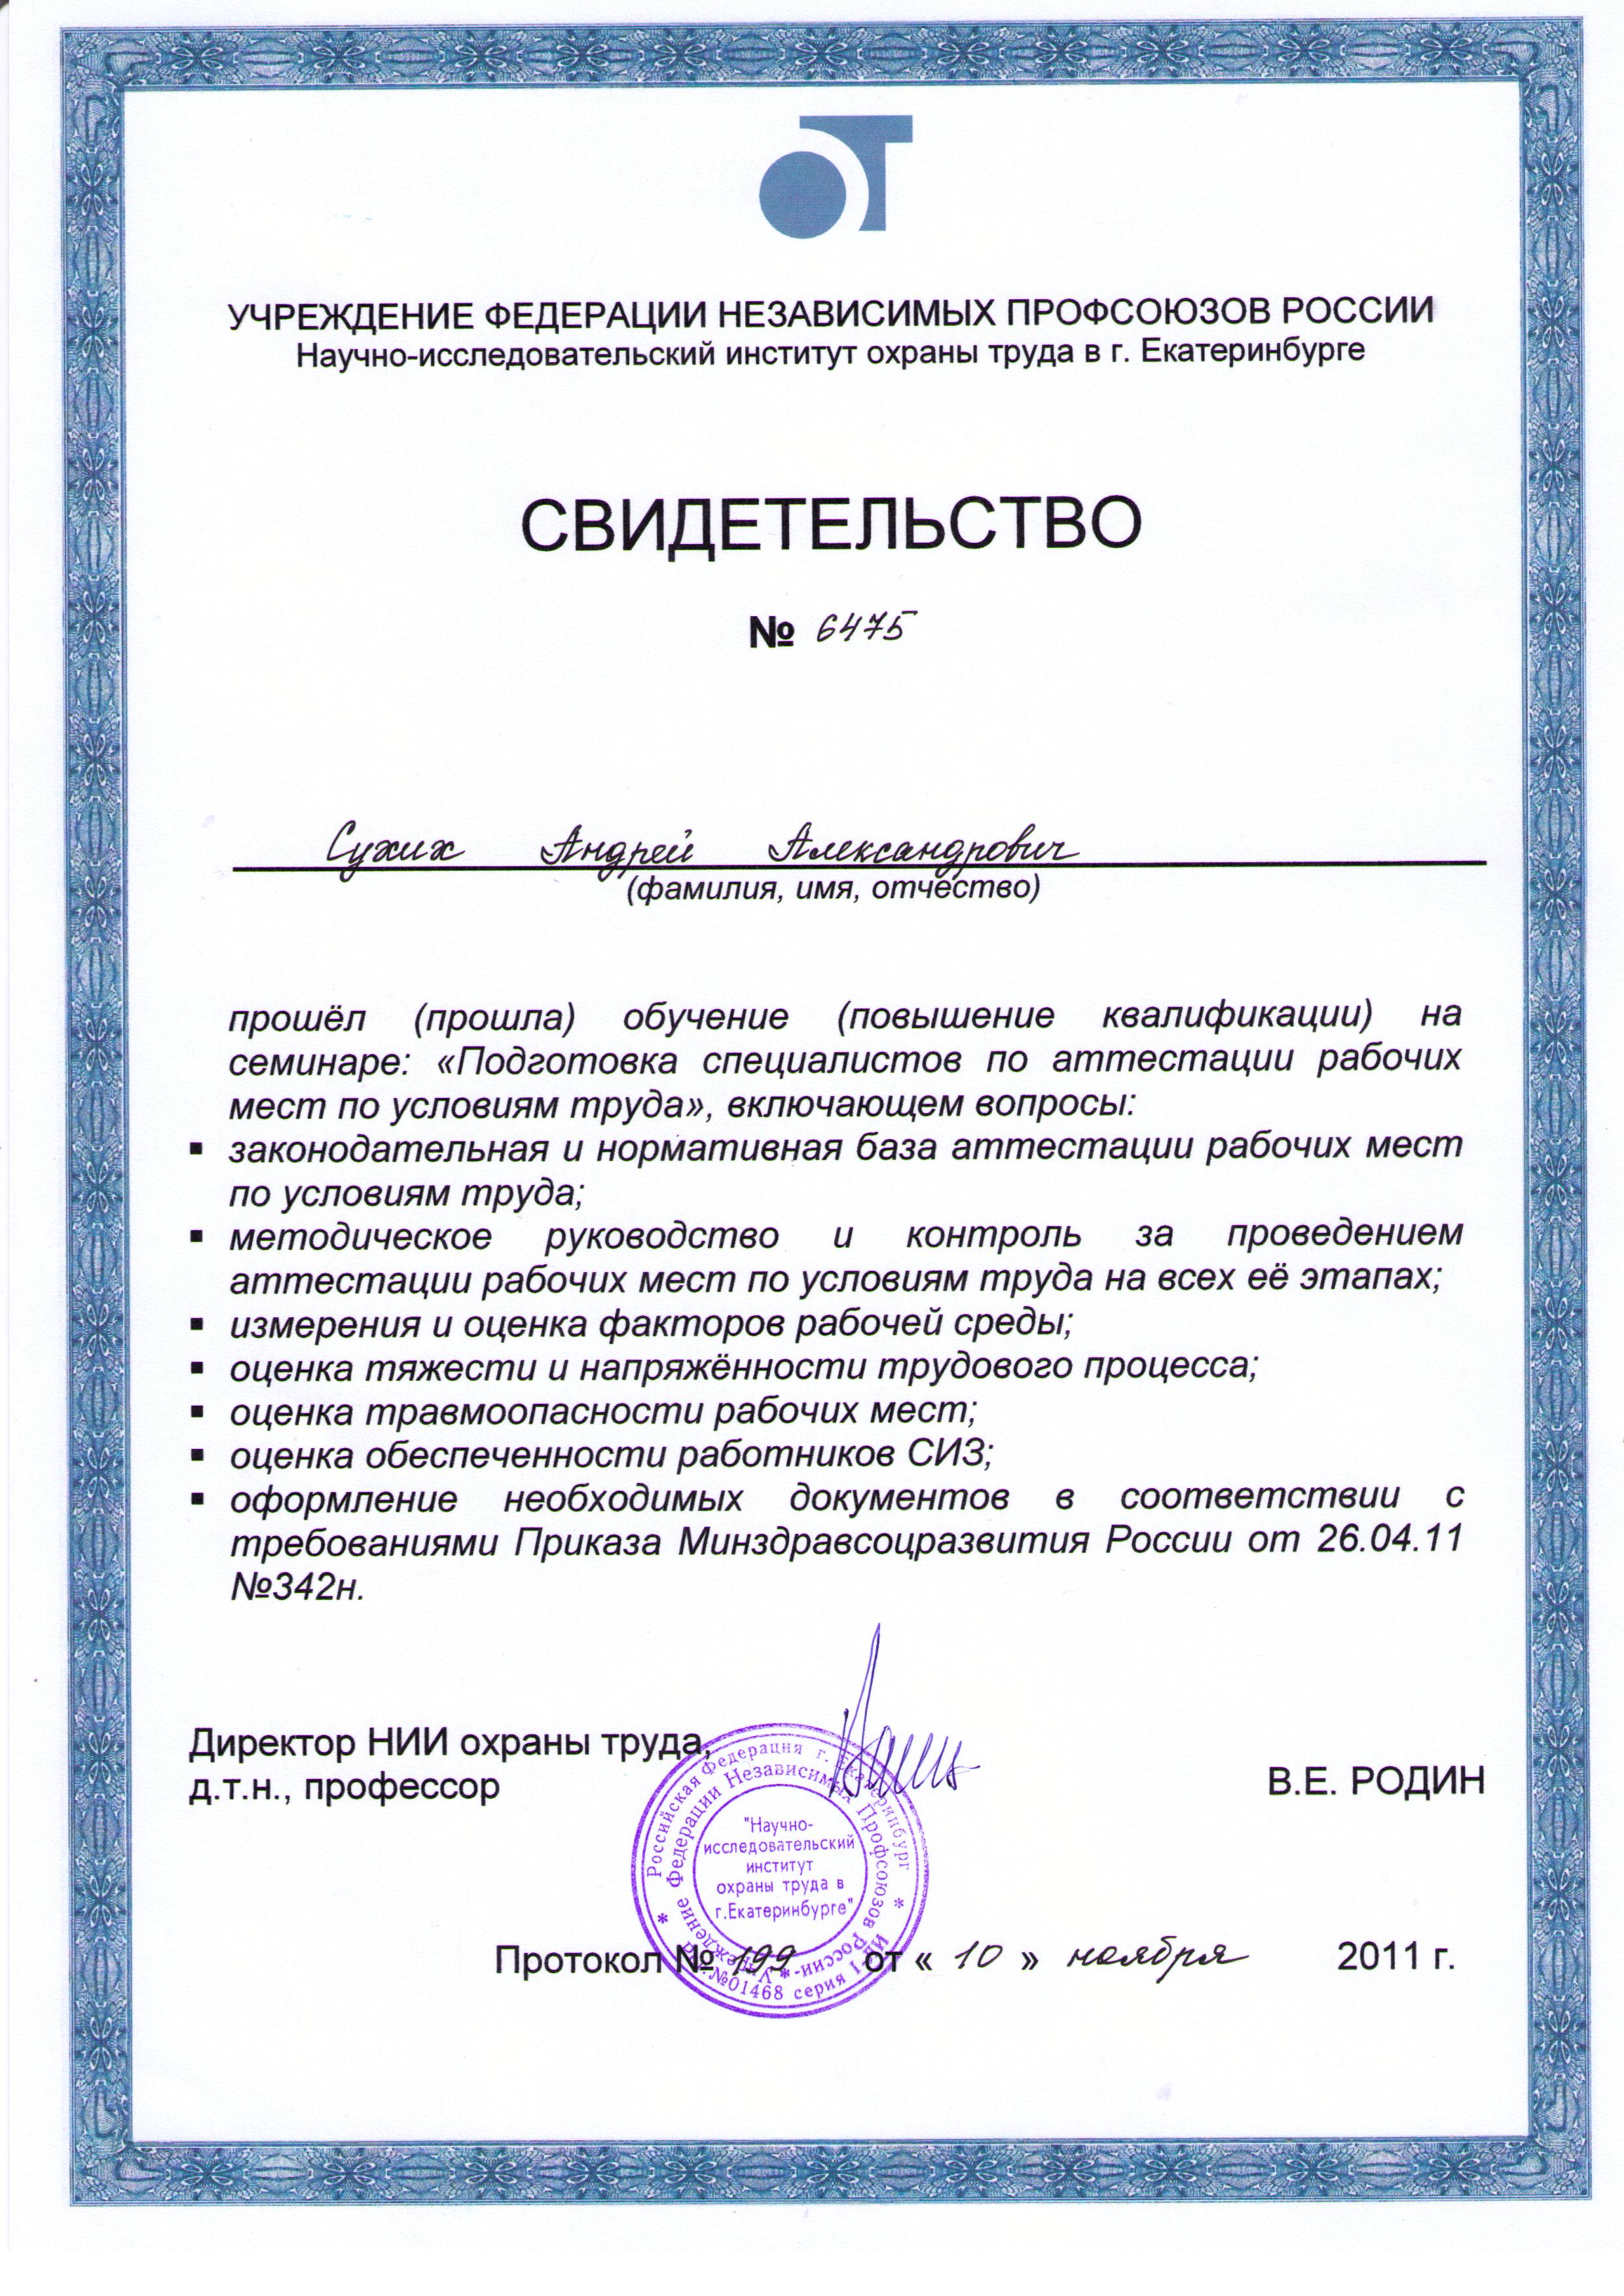 ОТ
УЧРЕЖДЕНИЕ ФЕДЕРАЦИИ НЕЗАВИСИМЫХ ПРОФСОЮЗОВ РОССИИ
Научно-исследовательский институт охраны труда в г. Екатеринбурге
СВИДЕТЕЛЬСТВО
№ 6475
Сухих Андрей Александрович
(фамилия, имя, отчество)
прошёл (прошла) обучение (повышение квалификации) на
семинаре: «Подготовка специалистов по аттестации рабочих
мест по условиям труда», включающем вопросы:
▪ законодательная и нормативная база аттестации рабочих мест
по условиям труда;
▪ методическое руководство и контроль за проведением
аттестации рабочих мест по условиям труда на всех её этапах;
▪ измерения и оценка факторов рабочей среды;
▪ оценка тяжести и напряжённости трудового процесса;
▪ оценка травмоопасности рабочих мест;
▪ оценка обеспеченности работников СИЗ;
▪ оформление необходимых документов в соответствии с
требованиями Приказа Минздравсоцразвития России от 26.04.11
№342н.
Директор НИИ охраны труда,
д.т.н., профессор
В.Е. РОДИН
Российская Федерация г. Екатеринбург
Учреждение Федерации Независимых Профсоюзов России-
№01468 серия
"Научно-
исследовательский
институт
охраны труда в
г.Екатеринбурге"
Протокол № 199 от « 10 » ноября 2011 г.